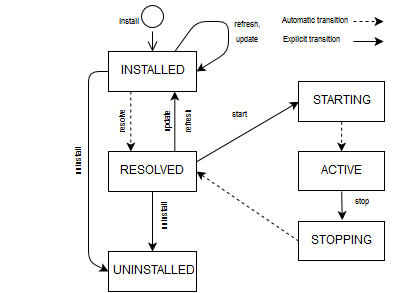 install
refresh,
update
Automatic transition
Explicit transition
INSTALLED
STARTING
resolve
update
refresh
start
uninstall
RESOLVED
ACTIVE
stop
uninstall
STOPPING
UNINSTALLED